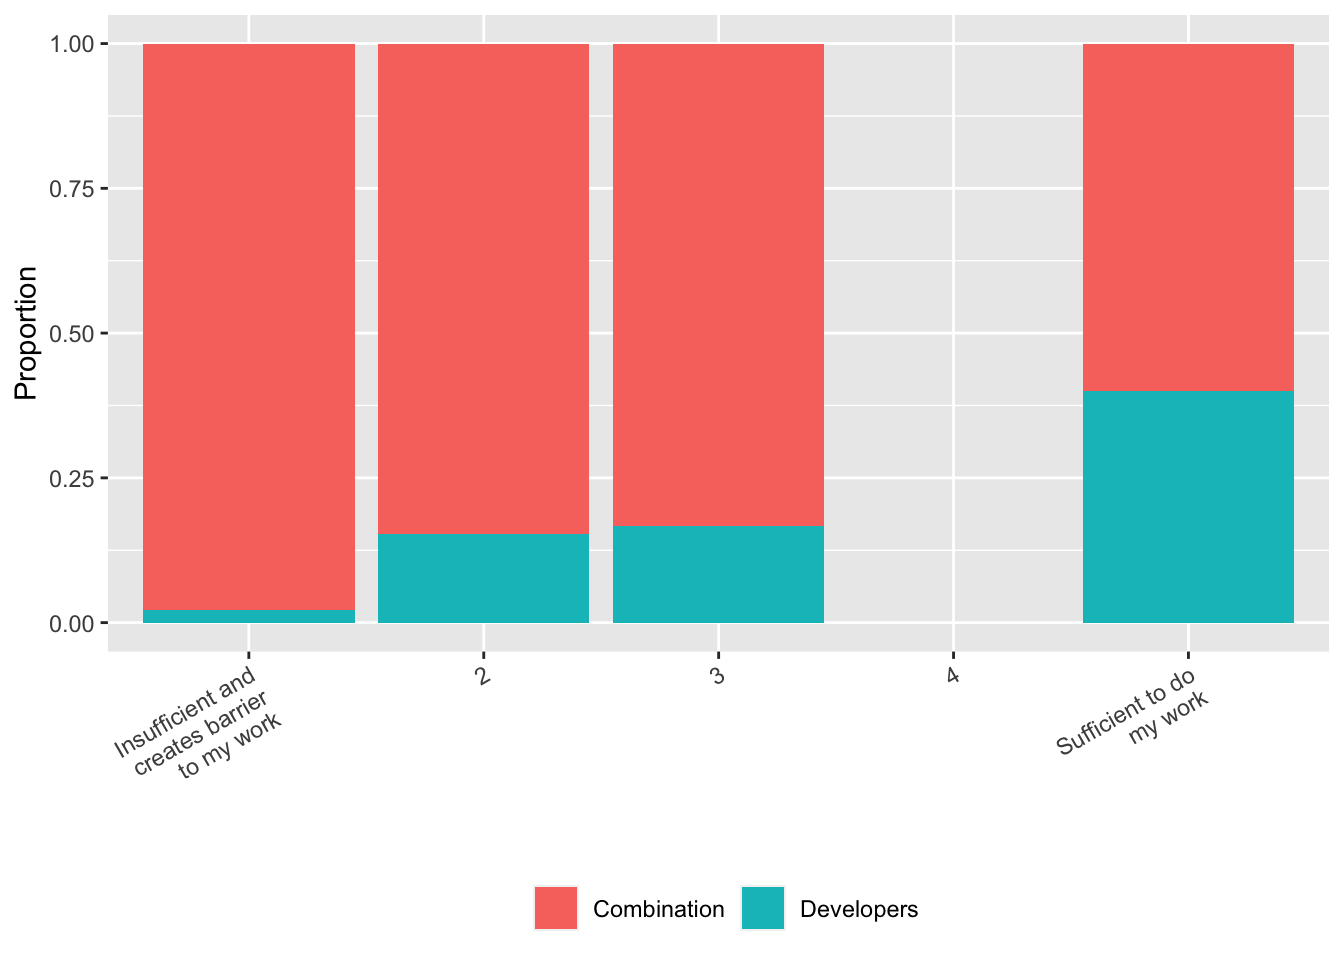 Proportion
1.00
0.75
0.50
0.25
0.00
Insufficient and
creates barrier
to my work
2
3
4
Sufficient to do
my work
Combination
Developers